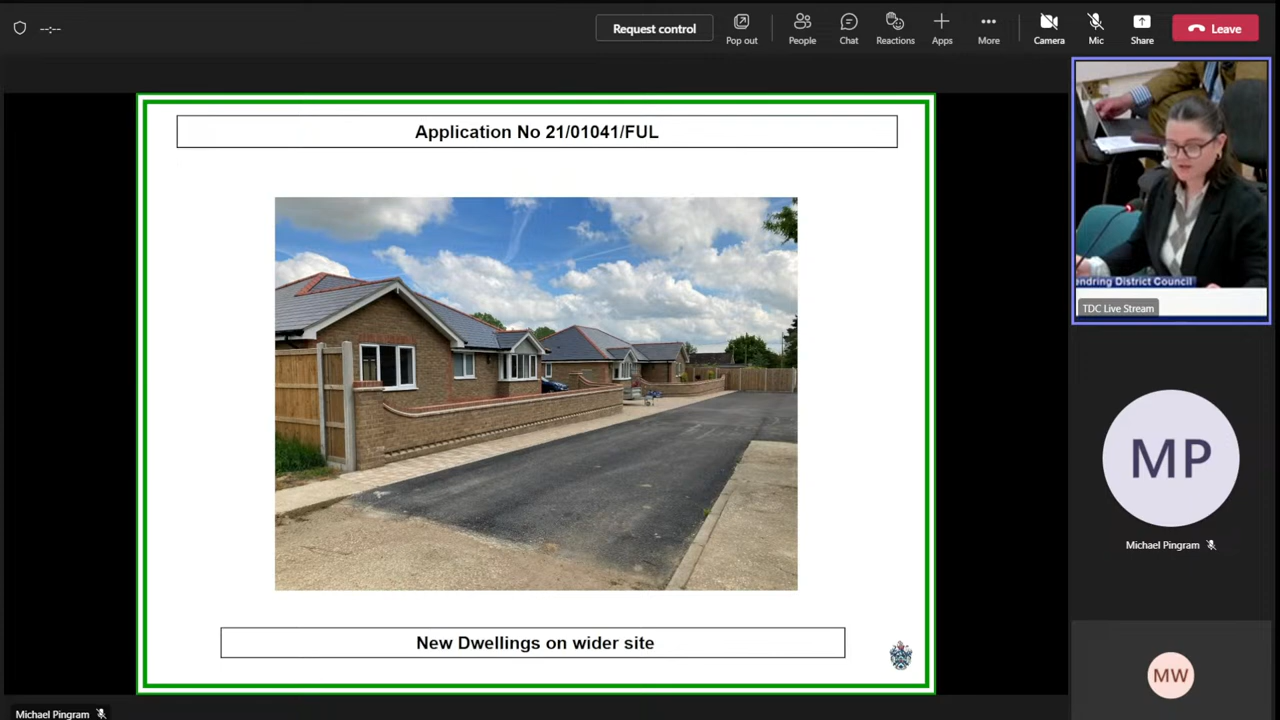 --:--
Request control
Pop out
People
Chat
Reactions
Apps
More
Camera
Mic
Share
Leave
Application No 21/01041/FUL
New Dwellings on wider site
endring District Council
TDC Live Stream
MP
Michael Pingram
MW
Michael Pingram